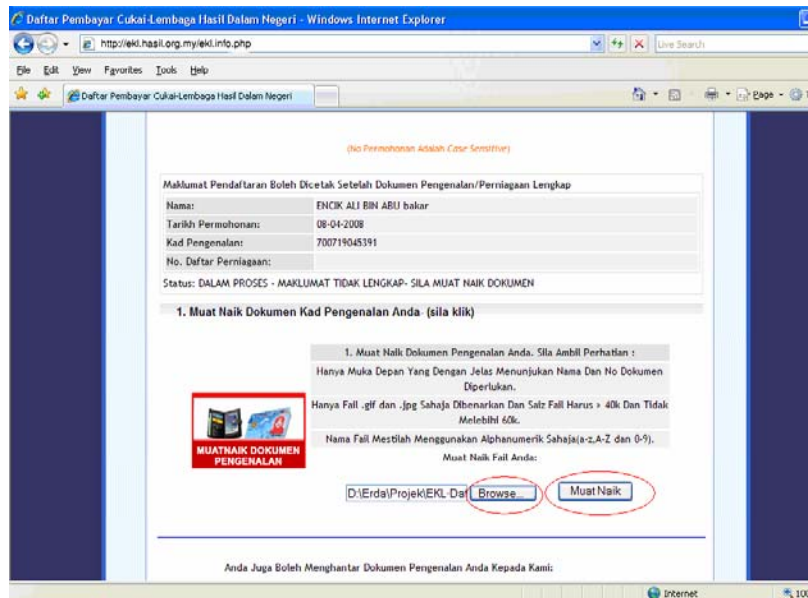 Daftar Pembayar Cukai-Lembaga Hasil Dalam Negeri - Windows Internet Explorer
http://ekl.hasil.org.my/ekl.info.php
Live Search
File Edit View Favorites Tools Help
Daftar Pembayar Cukai-Lembaga Hasil Dalam Negeri
Page
(No Permohonan Adalah Case Sensitive)
Maklumat Pendaftaran Boleh Dicetak Setelah Dokumen Pengenalan/Perniagaan Lengkap
Nama: ENCIK ALI BIN ABU bakar
Tarikh Permohonan: 08-04-2008
Kad Pengenalan: 700719045391
No. Daftar Perniagaan:
Status: DALAM PROSES - MAKLUMAT TIDAK LENGKAP- SILA MUAT NAIK DOKUMEN
1. Muat Naik Dokumen Kad Pengenalan Anda (sila klik)
1. Muat Naik Dokumen Pengenalan Anda. Sila Ambil Perhatian :
Hanya Muka Depan Yang Dengan Jelas Menunjukan Nama Dan No Dokumen
Diperlukan.
Hanya Fail .gif dan .jpg Sahaja Dibenarkan Dan Saiz Fail Harus > 40k Dan Tidak
Melebihi 60k.
Nama Fail Mestilah Menggunakan Alphanumerik Sahaja(a-z,A-Z dan 0-9).
MUATNAIK DOKUMEN
PENGENALAN
Muat Naik Fail Anda:
D:\Erda\Projek\EKL-Daf Browse... Muat Naik
Anda Juga Boleh Menghantar Dokumen Pengenalan Anda Kepada Kami:
Internet